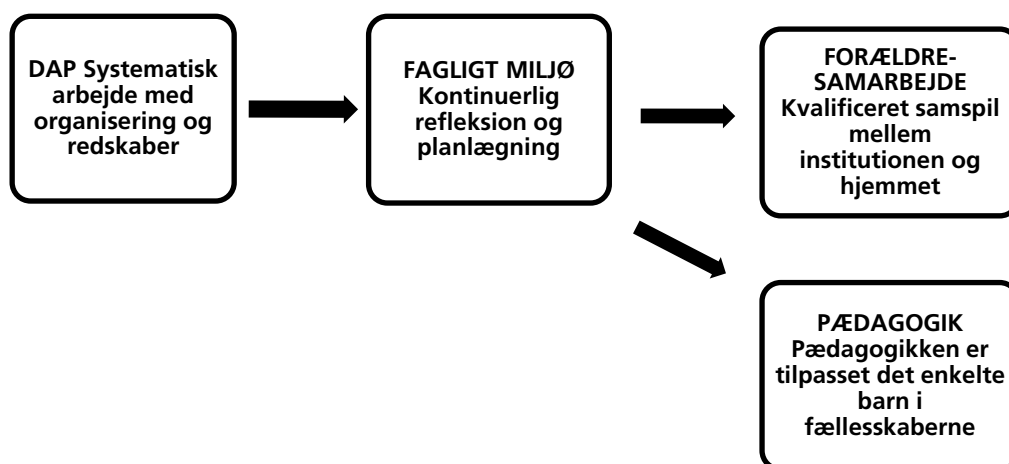 DAP Systematisk
arbejde med
organisering og
redskaber
FAGLIGT MILJØ
Kontinuerlig
refleksion og
planlægning
FORÆLDRE-
SAMARBEJDE
Kvalificeret samspil
mellem
institutionen og
hjemmet
PÆDAGOGIK
Pædagogikken er
tilpasset det enkelte
barn i
fællesskaberne